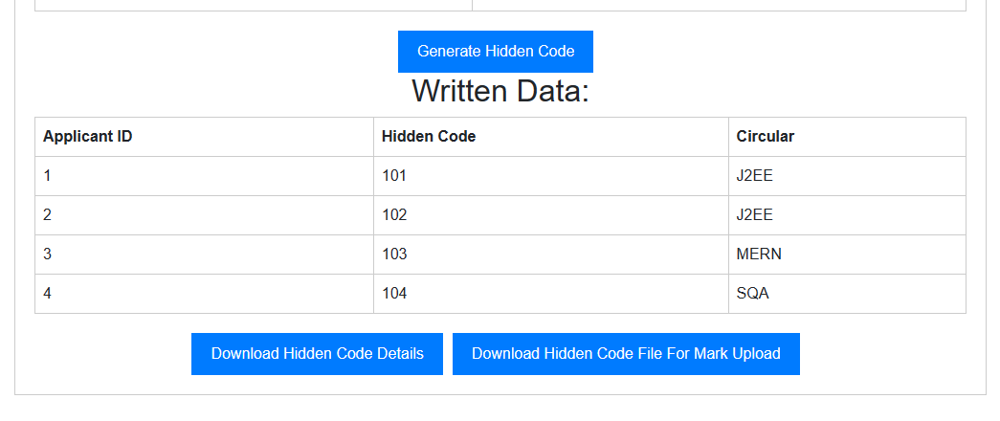 Generate Hidden Code
Written Data:
Applicant ID Hidden Code Circular
1 101 J2EE
2 102 J2EE
3 103 MERN
4 104 SQA
Download Hidden Code Details Download Hidden Code File For Mark Upload